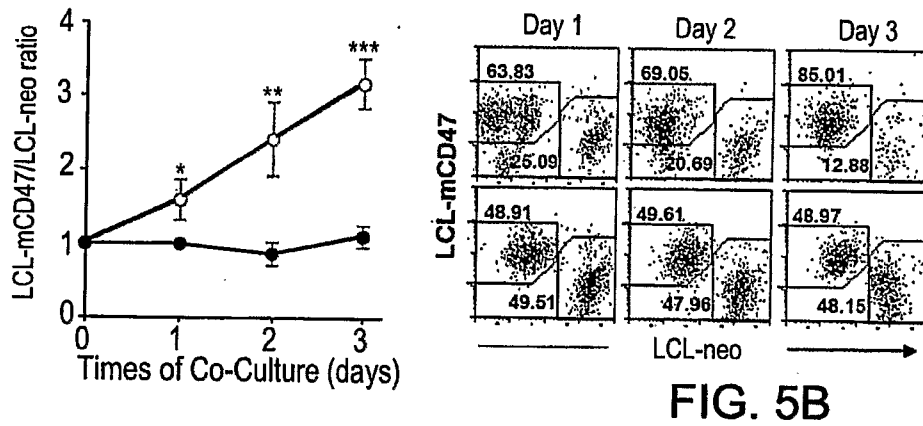 LCL-mCD47/LCL-neo ratio
4
3
2
1
0
*
**
***
0 1 2 3
Times of Co-Culture (days)
LCL-mCD47
Day 1 Day 2 Day 3
63.83 69.05 85.01
25.09 20.69 12.88
48.91 49.61 48.97
49.51 47.96 48.15
LCL-neo
FIG. 5B